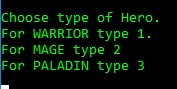 Choose type of Hero.
For WARRIOR type 1.
For MAGE type 2
For PALADIN type 3